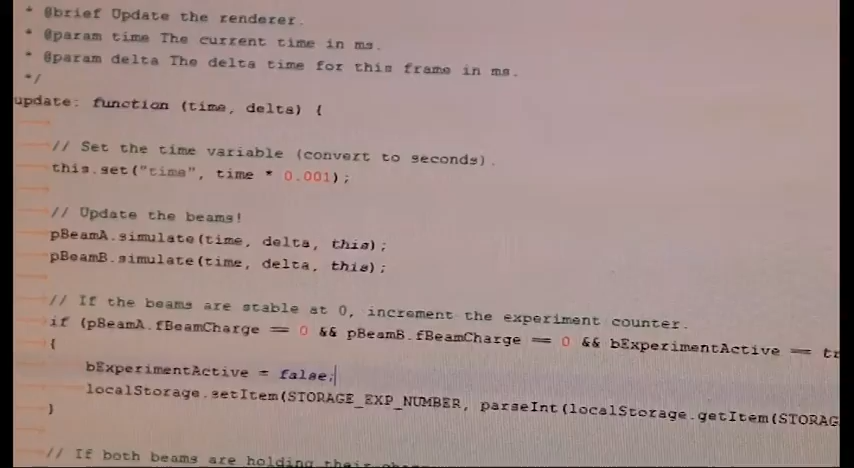 * @brief Update the renderer.
* @param time The current time in ms.
* @param delta The delta time for this frame in ms.
*/
update: function (time, delta) {
// Set the time variable (convert to seconds).
this.set("time", time * 0.001);
// Update the beams!
pBeamA.simulate(time, delta, this);
pBeamB.simulate(time, delta, this);
// If the beams are stable at 0, increment the experiment counter.
if (pBeamA.fBeamCharge == 0 && pBeamB.fBeamCharge == 0 && bExperimentActive == tr
{
bExperimentActive = false;
localStorage.setItem(STORAGE_EXP_NUMBER, parseInt(localStorage.getItem(STORAG
}
// If both beams are holding their